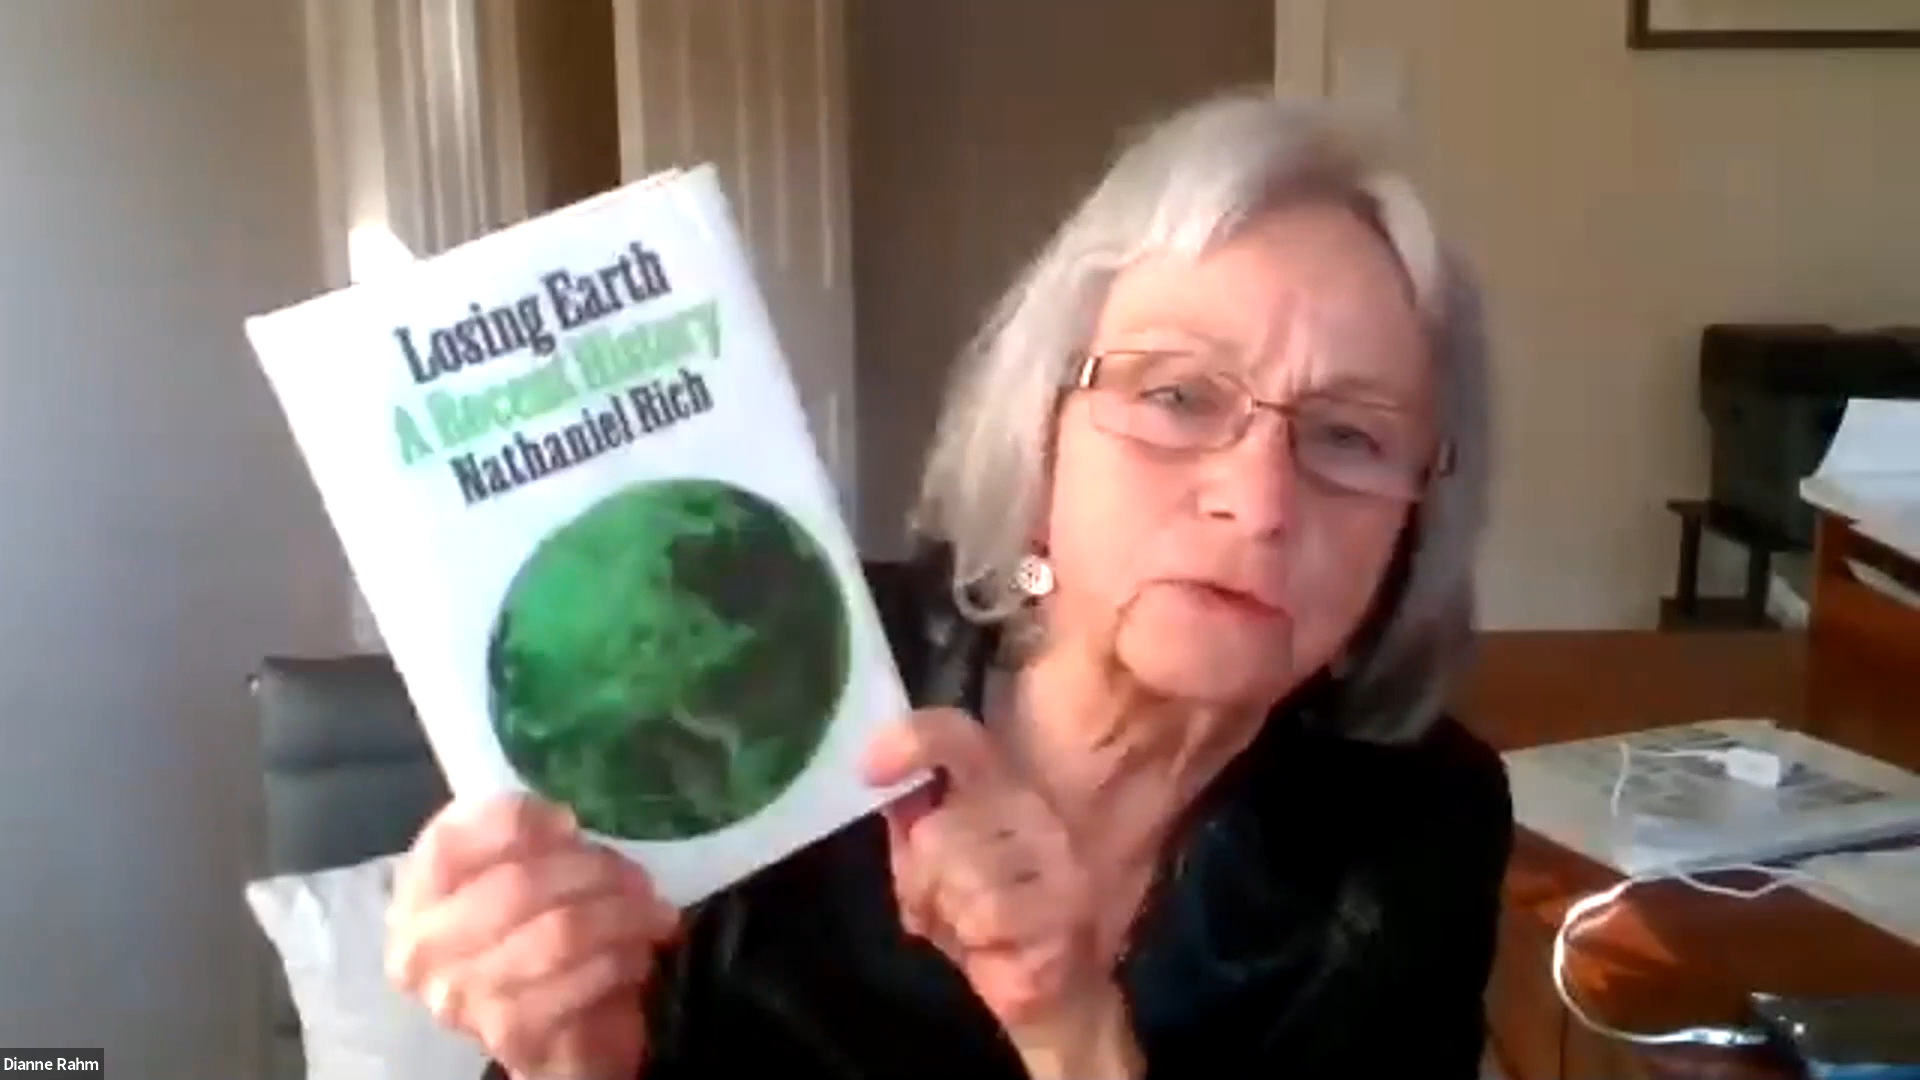 Losing Earth
A Recent History
Nathaniel Rich
Dianne Rahm